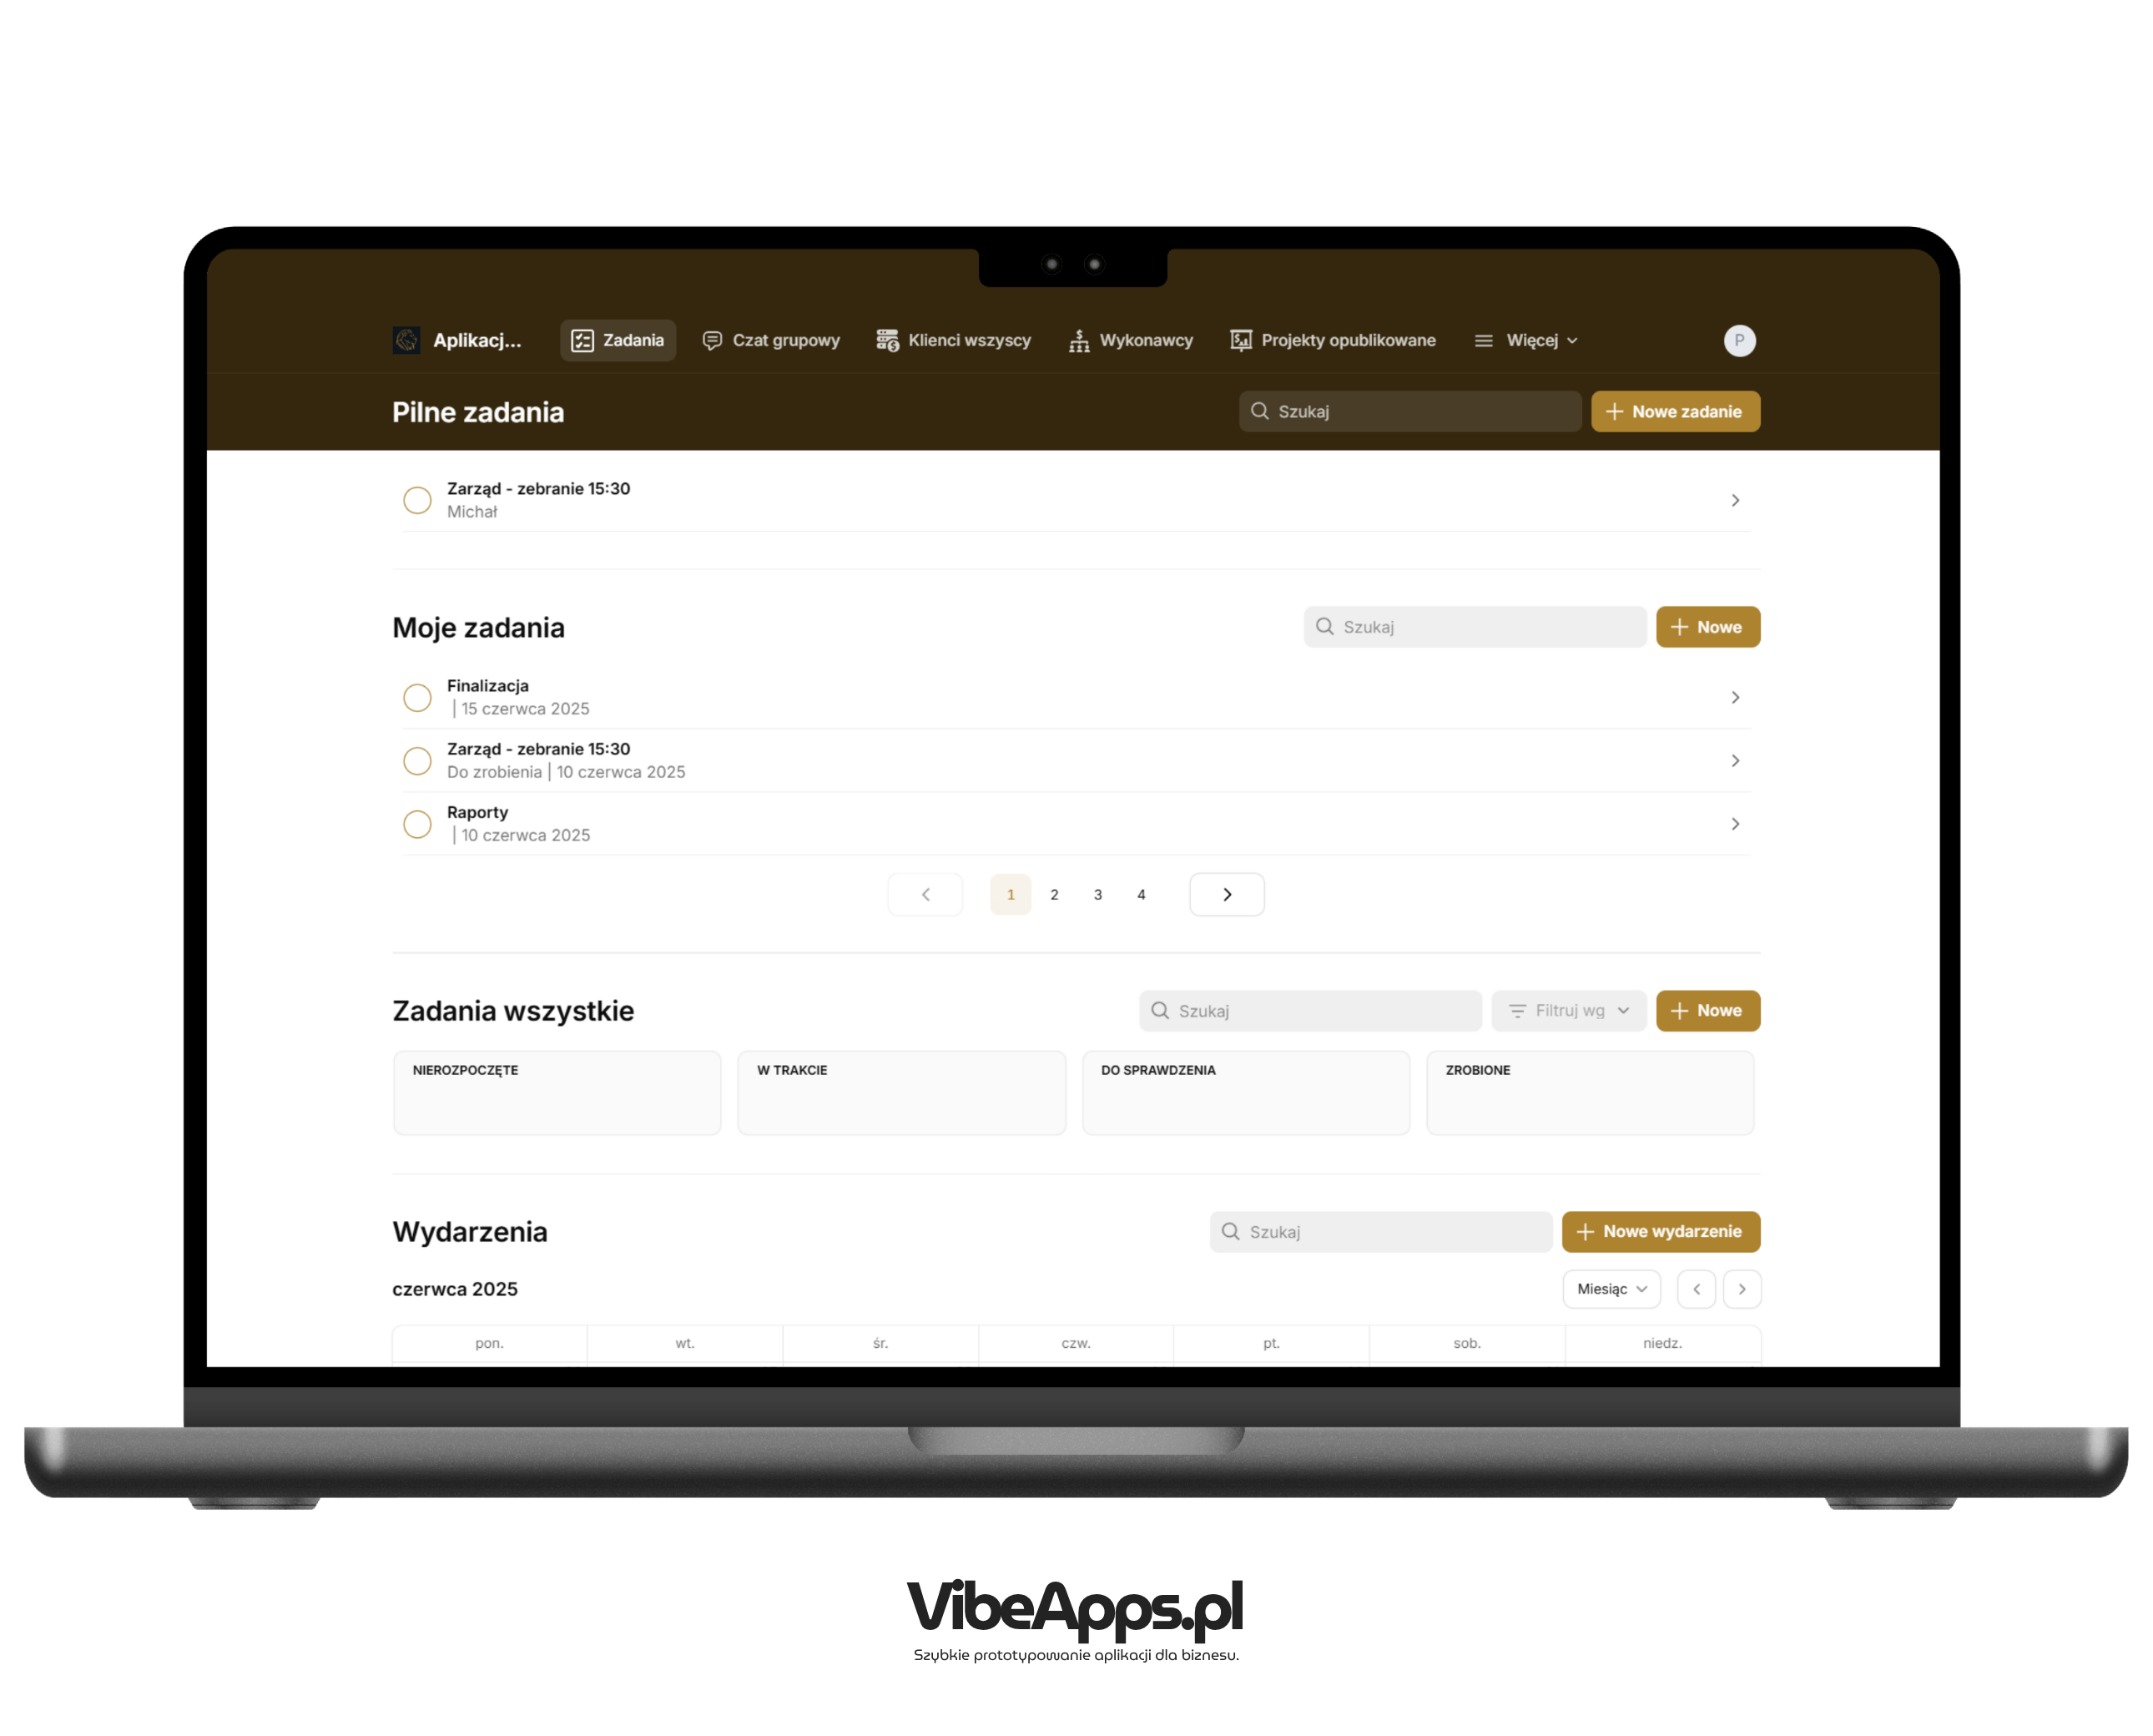 Aplikacj...
Zadania
Czat grupowy
Klienci wszyscy
Wykonawcy
Projekty opublikowane
Więcej
P
Pilne zadania
Szukaj
Nowe zadanie
Zarząd - zebranie 15:30
Michał
Moje zadania
Szukaj
Nowe
Finalizacja
| 15 czerwca 2025
Zarząd - zebranie 15:30
Do zrobienia | 10 czerwca 2025
Raporty
| 10 czerwca 2025
1 2 3 4
Zadania wszystkie
Szukaj
Filtruj wg
Nowe
NIEROZPOCZĘTE
W TRAKCIE
DO SPRAWDZENIA
ZROBIONE
Wydarzenia
Szukaj
Nowe wydarzenie
czerwca 2025
Miesiąc
pon. wt. śr. czw. pt. sob. niedz.
VibeApps.pl
Szybkie prototypowanie aplikacji dla biznesu.